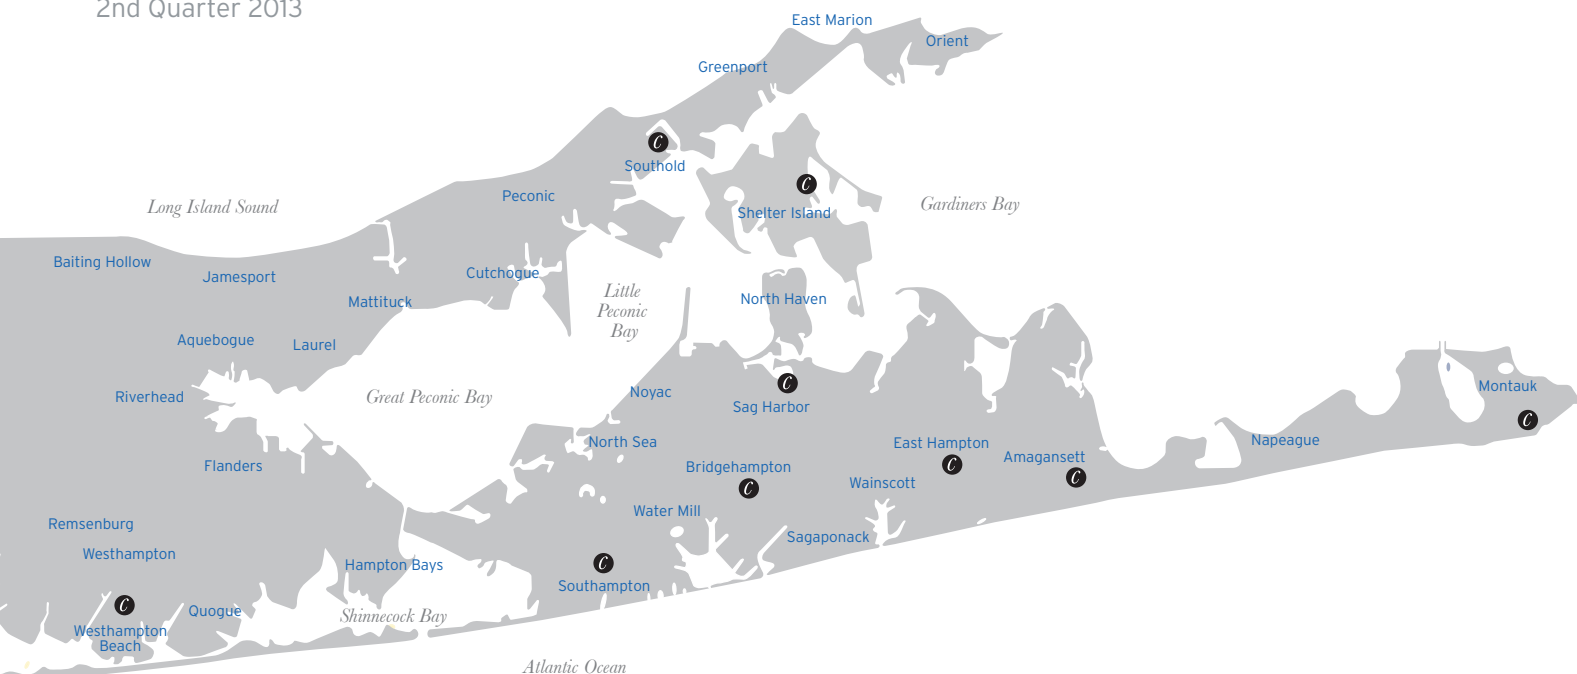 2nd Quarter 2013
East Marion
Orient
Greenport
C
Southold
Peconic
C
Shelter Island
Long Island Sound
Gardiners Bay
Baiting Hollow
Jamesport
Cutchogue
Mattituck
Little
Peconic
Bay
North Haven
Aquebogue
Laurel
Riverhead
Great Peconic Bay
Noyac
C
Sag Harbor
Montauk
C
North Sea
East Hampton
C
Napeague
Amagansett
C
Flanders
Bridgehampton
C
Wainscott
Water Mill
Remsenburg
Sagaponack
Westhampton
Hampton Bays
C
Southampton
C
Westhampton
Beach
Quogue
Shinnecock Bay
Atlantic Ocean